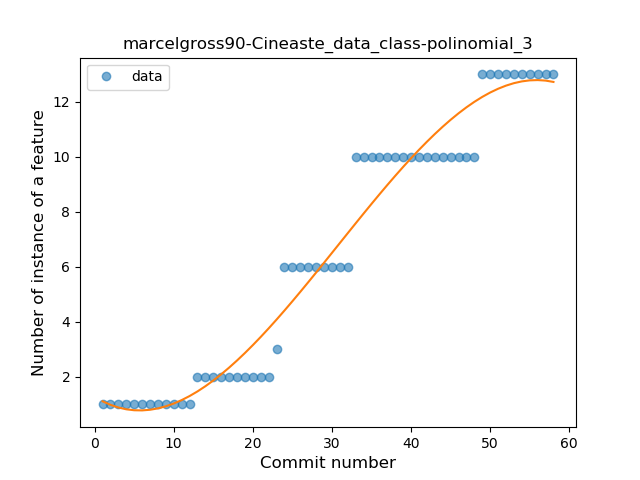 marcelgross90-Cineaste_data_class-polinomial_3
data
Number of instance of a feature
12
10
8
6
4
2
0 10 20 30 40 50 60
Commit number